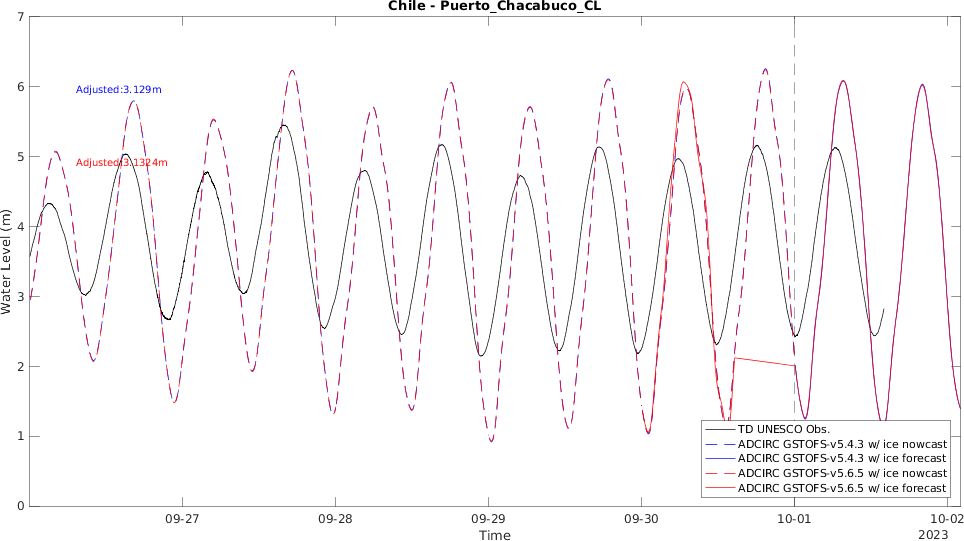 Chile - Puerto_Chacabuco_CL
7
6
5
4
3
2
1
0
Water Level (m)
Adjusted:3.129m
Adjusted:3.1324m
TD UNESCO Obs.
ADCIRC GSTOFS-v5.4.3 w/ ice nowcast
ADCIRC GSTOFS-v5.4.3 w/ ice forecast
ADCIRC GSTOFS-v5.6.5 w/ ice nowcast
ADCIRC GSTOFS-v5.6.5 w/ ice forecast
09-27 09-28 09-29 09-30 10-01 10-02
Time
2023